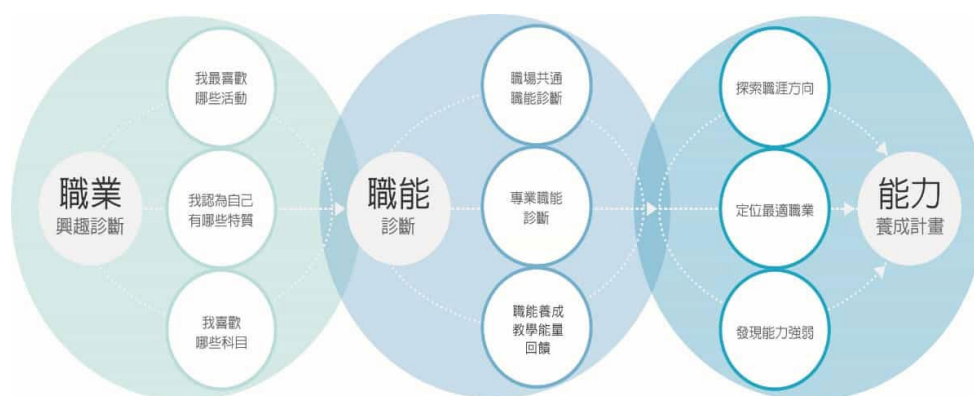 職業
興趣診斷
我最喜歡
哪些活動
我認為自己
有哪些特質
我喜歡
哪些科目
職能
診斷
職場共通
職能診斷
專業職能
診斷
職能養成
教學能量
回饋
探索職涯方向
定位最適職業
發現能力強弱
能力
養成計畫